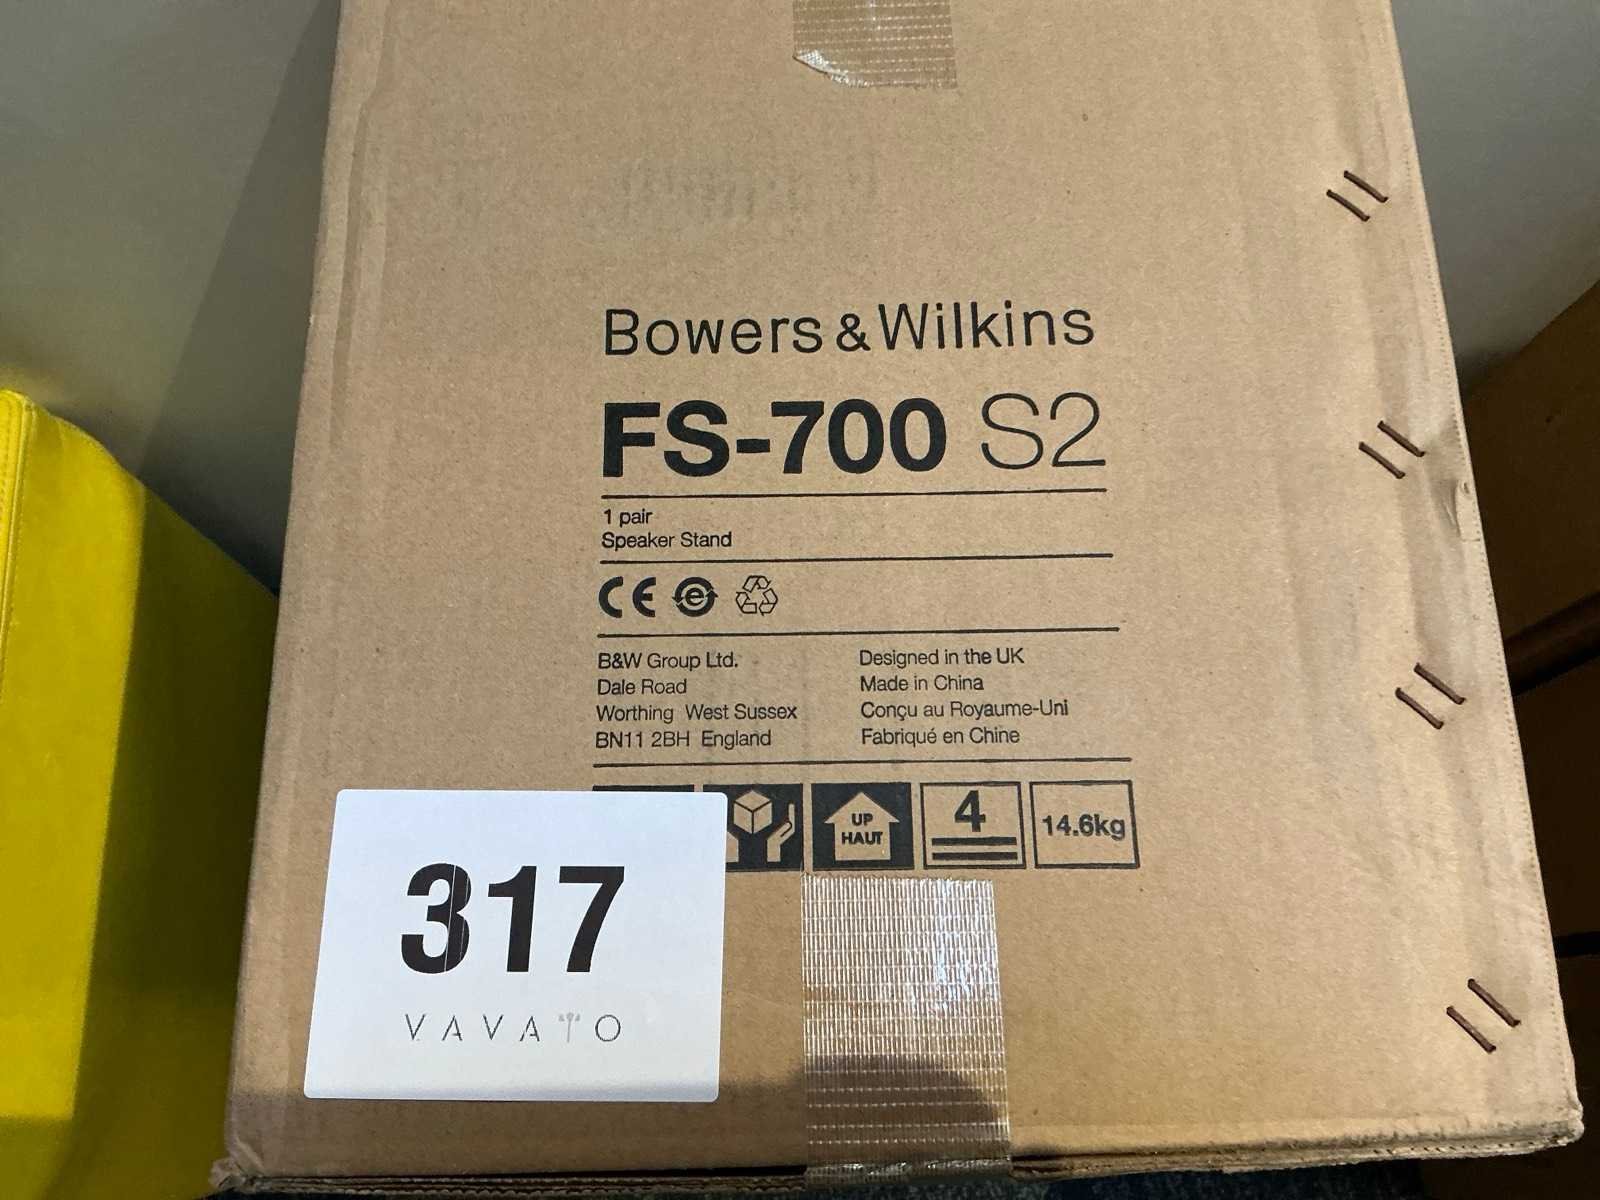 Bowers & Wilkins
FS-700 S2
1 pair
Speaker Stand
CE e
B&W Group Ltd.
Dale Road
Worthing West Sussex
BN11 2BH England
Designed in the UK
Made in China
Conçu au Royaume-Uni
Fabriqué en Chine
UP
HAUT
4
14.6kg
317
VAVATO